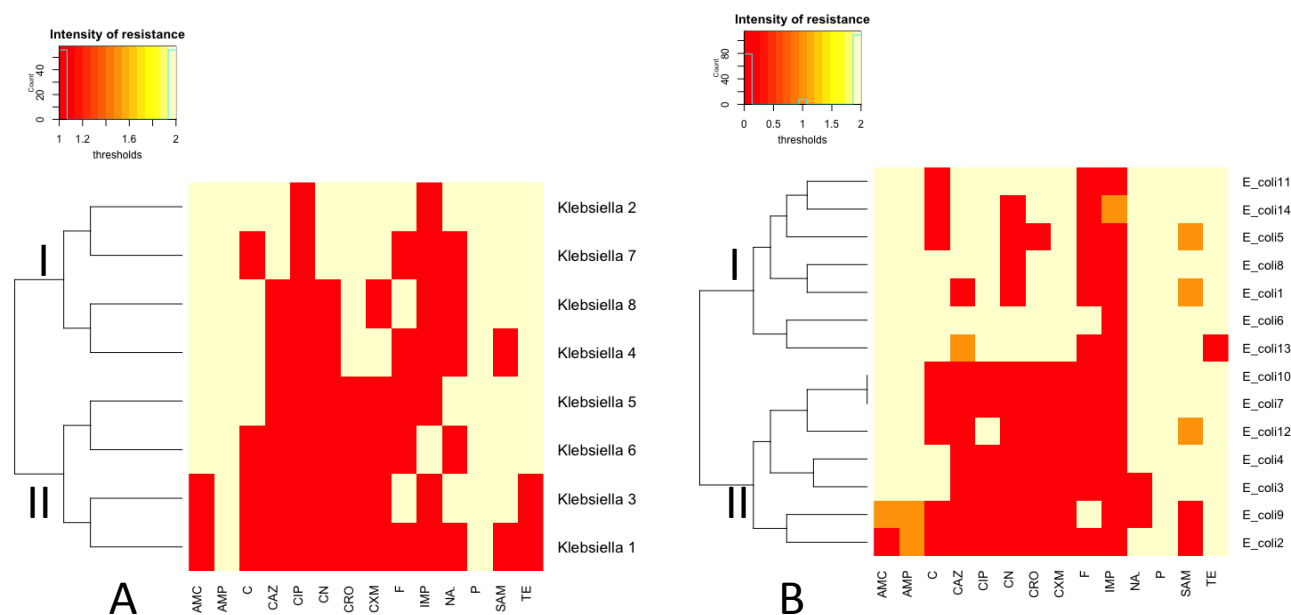 Intensity of resistance
Count
0 20 40
1 1.2 1.6 2
thresholds
I
II
Klebsiella 2
Klebsiella 7
Klebsiella 8
Klebsiella 4
Klebsiella 5
Klebsiella 6
Klebsiella 3
Klebsiella 1
AMC AMP C CAZ CIP CN CRO CXM F IMP NA. P SAM TE
A
Intensity of resistance
Count
0 40 80
0 0.5 1 1.5 2
thresholds
I
II
E_coli11
E_coli14
E_coli5
E_coli8
E_coli1
E_coli6
E_coli13
E_coli10
E_coli7
E_coli12
E_coli4
E_coli3
E_coli9
E_coli2
AMC AMP C CAZ CIP CN CRO CXM F IMP NA. P SAM TE
B